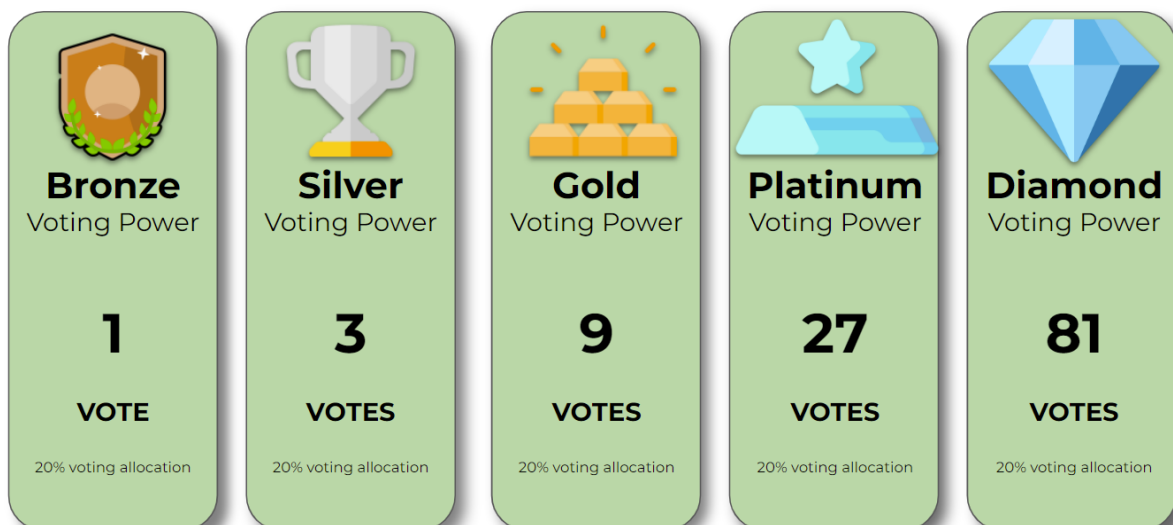 Bronze
Voting Power
1
VOTE
20% voting allocation
Silver
Voting Power
3
VOTES
20% voting allocation
Gold
Voting Power
9
VOTES
20% voting allocation
Platinum
Voting Power
27
VOTES
20% voting allocation
Diamond
Voting Power
81
VOTES
20% voting allocation